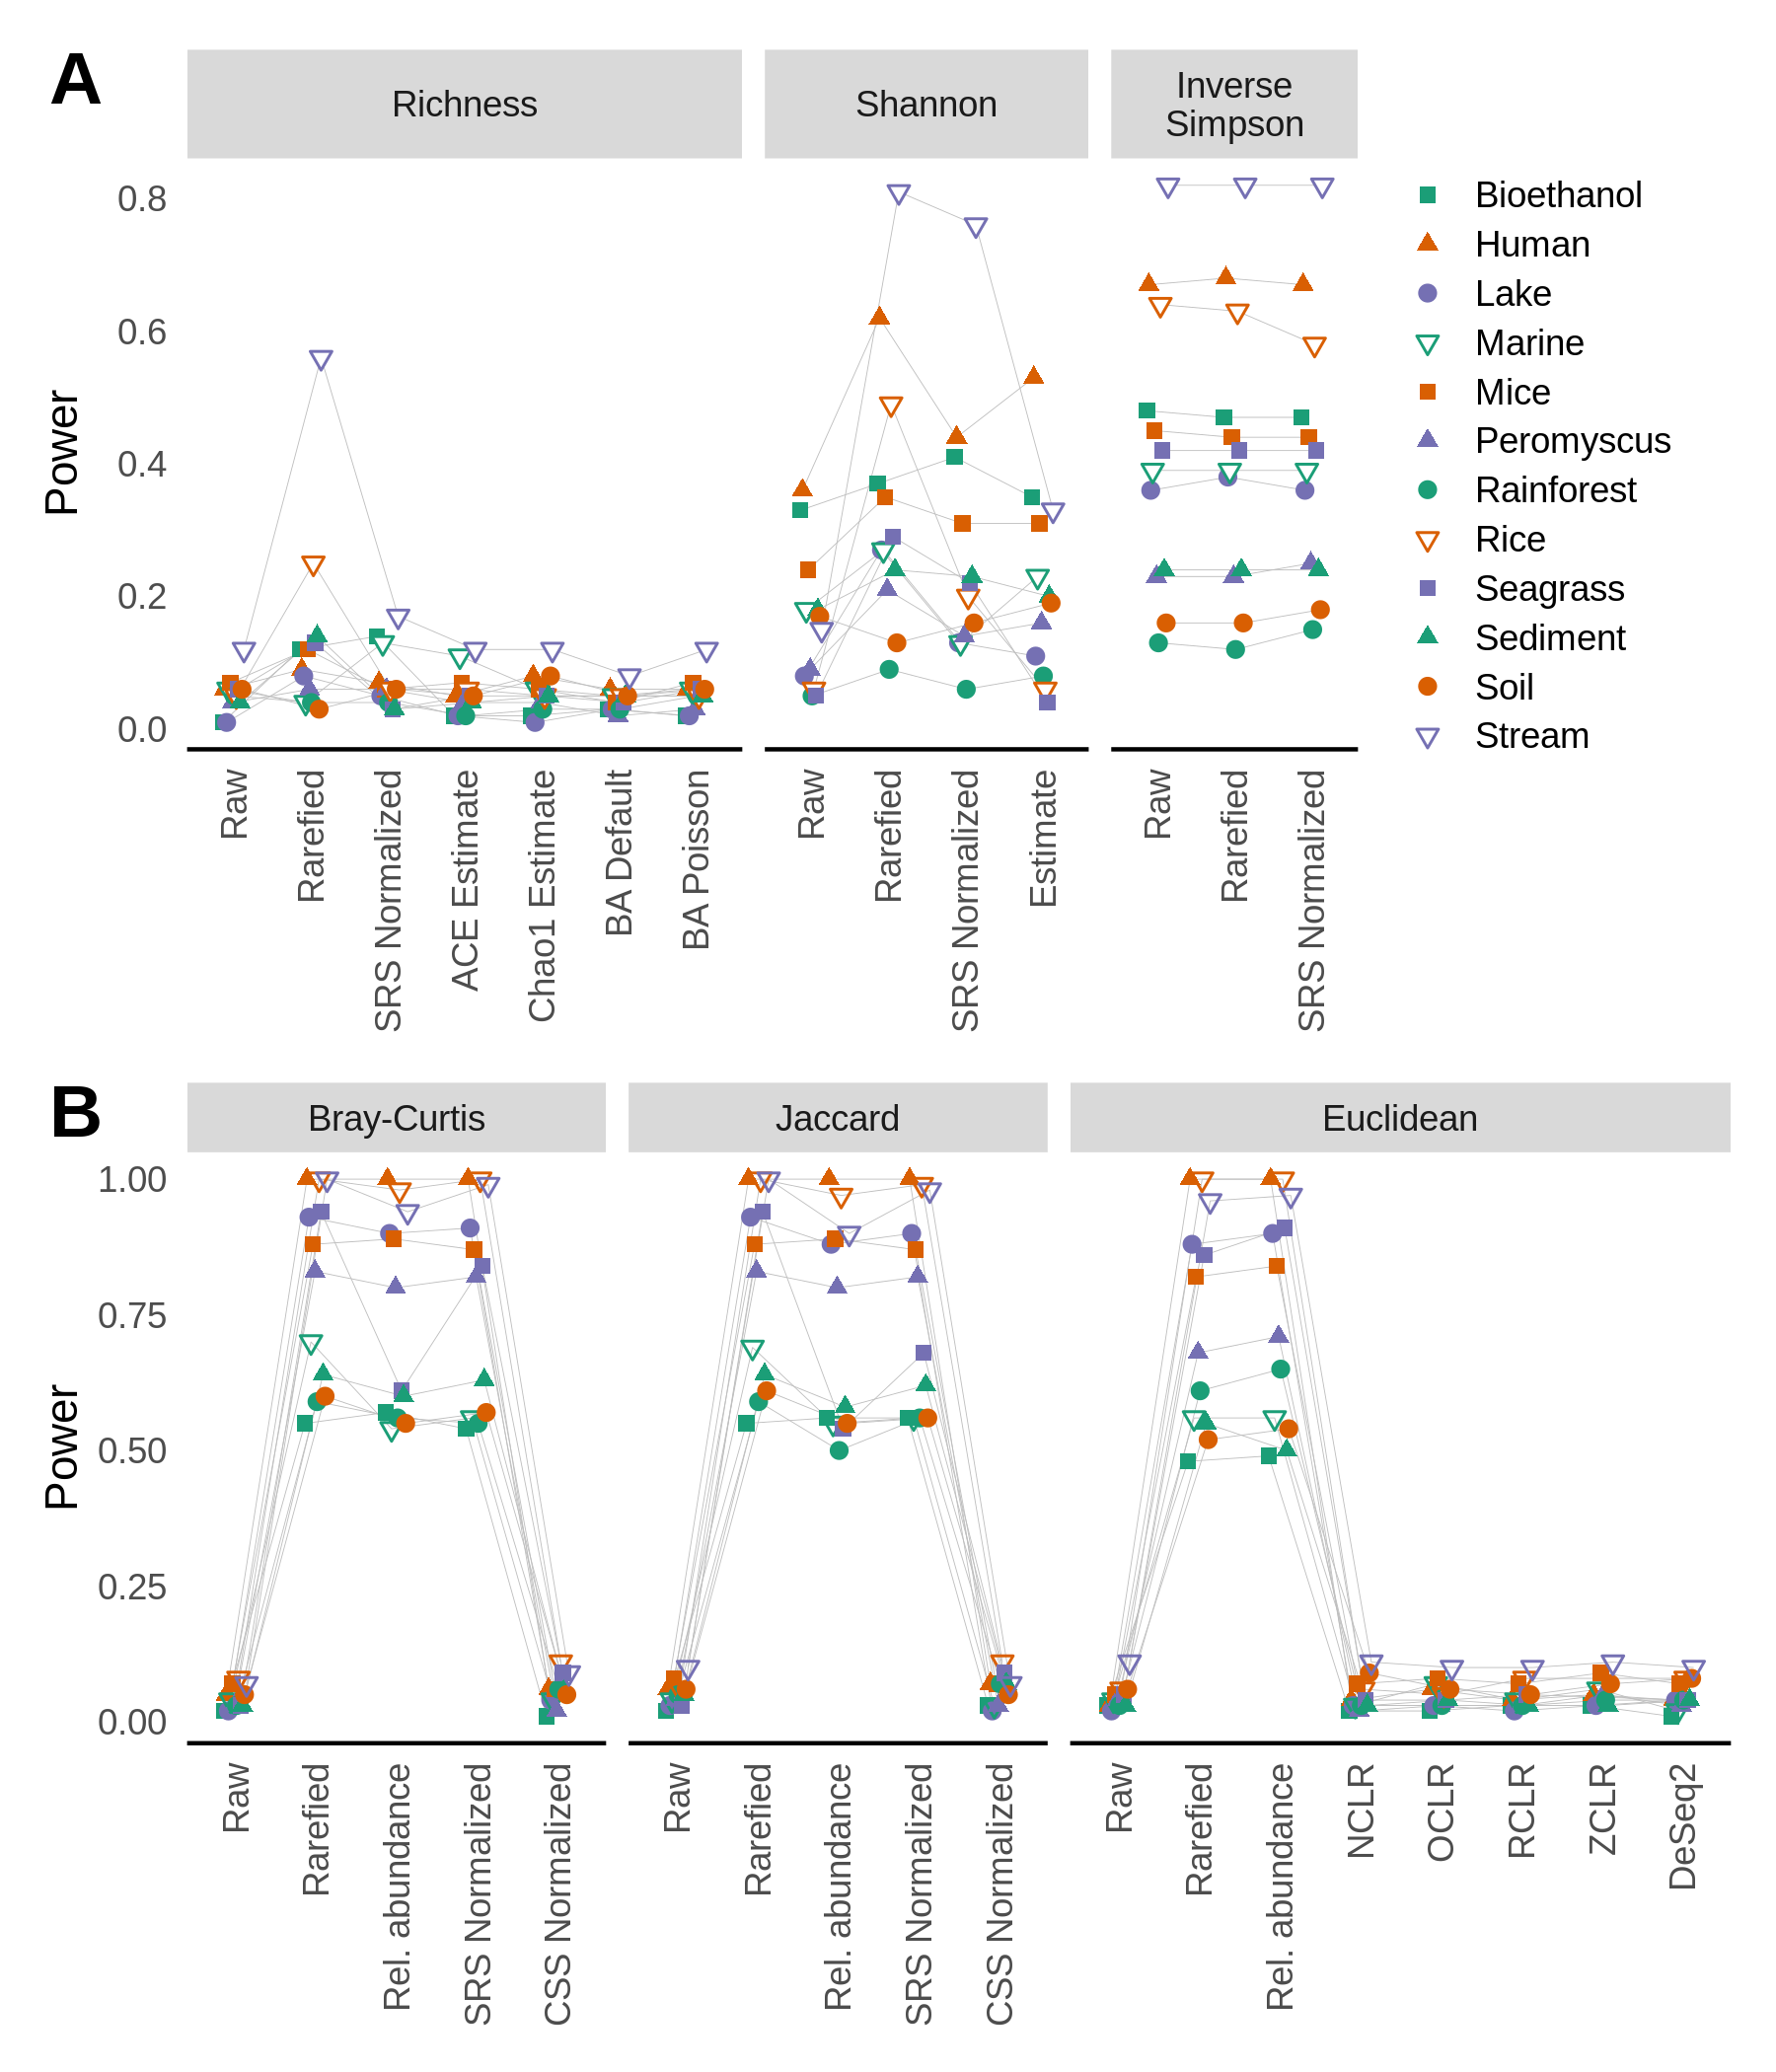 A
Richness
Shannon
Inverse
Simpson
Power
0.8
0.6
0.4
0.2
0.0
Raw
Rarefied
SRS Normalized
ACE Estimate
Chao1 Estimate
BA Default
BA Poisson
Raw
Rarefied
SRS Normalized
Estimate
Raw
Rarefied
SRS Normalized
Bioethanol
Human
Lake
Marine
Mice
Peromyscus
Rainforest
Rice
Seagrass
Sediment
Soil
Stream
B
Bray-Curtis
Jaccard
Euclidean
Power
1.00
0.75
0.50
0.25
0.00
Raw
Rarefied
Rel. abundance
SRS Normalized
CSS Normalized
Raw
Rarefied
Rel. abundance
SRS Normalized
CSS Normalized
Raw
Rarefied
Rel. abundance
NCLR
OCLR
RCLR
ZCLR
DeSeq2